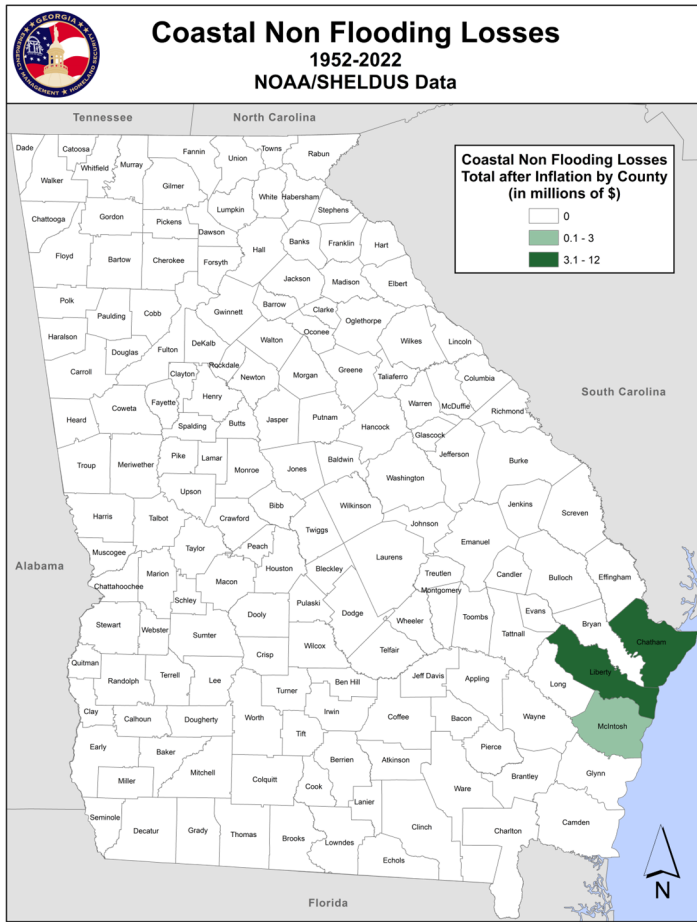 GEORGIA
EMERGENCY MANAGEMENT
HOMELAND SECURITY
Coastal Non Flooding Losses
1952-2022
NOAA/SHELDUS Data
Tennessee
North Carolina
Coastal Non Flooding Losses
Total after Inflation by County
(in millions of $)
0
0.1 - 3
3.1 - 12
Dade
Catoosa
Whitfield
Murray
Fannin
Union
Towns
Rabun
Walker
Gilmer
White
Habersham
Lumpkin
Stephens
Chattooga
Gordon
Pickens
Dawson
Banks
Franklin
Hart
Hall
Floyd
Bartow
Cherokee
Forsyth
Jackson
Madison
Elbert
Polk
Paulding
Cobb
Gwinnett
Barrow
Clarke
Oconee
Oglethorpe
Haralson
Douglas
Fulton
DeKalb
Walton
Wilkes
Lincoln
Carroll
Clayton
Rockdale
Newton
Morgan
Greene
Taliaferro
Columbia
South Carolina
Coweta
Fayette
Henry
Warren
McDuffie
Richmond
Heard
Spalding
Butts
Jasper
Putnam
Hancock
Glascock
Troup
Meriwether
Pike
Lamar
Monroe
Jones
Baldwin
Jefferson
Burke
Washington
Upson
Bibb
Wilkinson
Jenkins
Screven
Harris
Talbot
Crawford
Twiggs
Johnson
Emanuel
Muscogee
Taylor
Peach
Houston
Laurens
Alabama
Chattahoochee
Marion
Macon
Bleckley
Treutlen
Candler
Bulloch
Effingham
Schley
Pulaski
Montgomery
Stewart
Webster
Sumter
Dooly
Dodge
Wheeler
Toombs
Evans
Bryan
Tattnall
Chatham
Quitman
Crisp
Wilcox
Telfair
Randolph
Terrell
Lee
Jeff Davis
Appling
Long
Liberty
Turner
Ben Hill
Clay
Calhoun
Dougherty
Worth
Irwin
Coffee
Bacon
Wayne
McIntosh
Early
Baker
Tift
Pierce
Mitchell
Berrien
Atkinson
Glynn
Miller
Colquitt
Cook
Ware
Brantley
Seminole
Decatur
Grady
Thomas
Brooks
Lanier
Lowndes
Clinch
Charlton
Camden
Echols
Florida
N